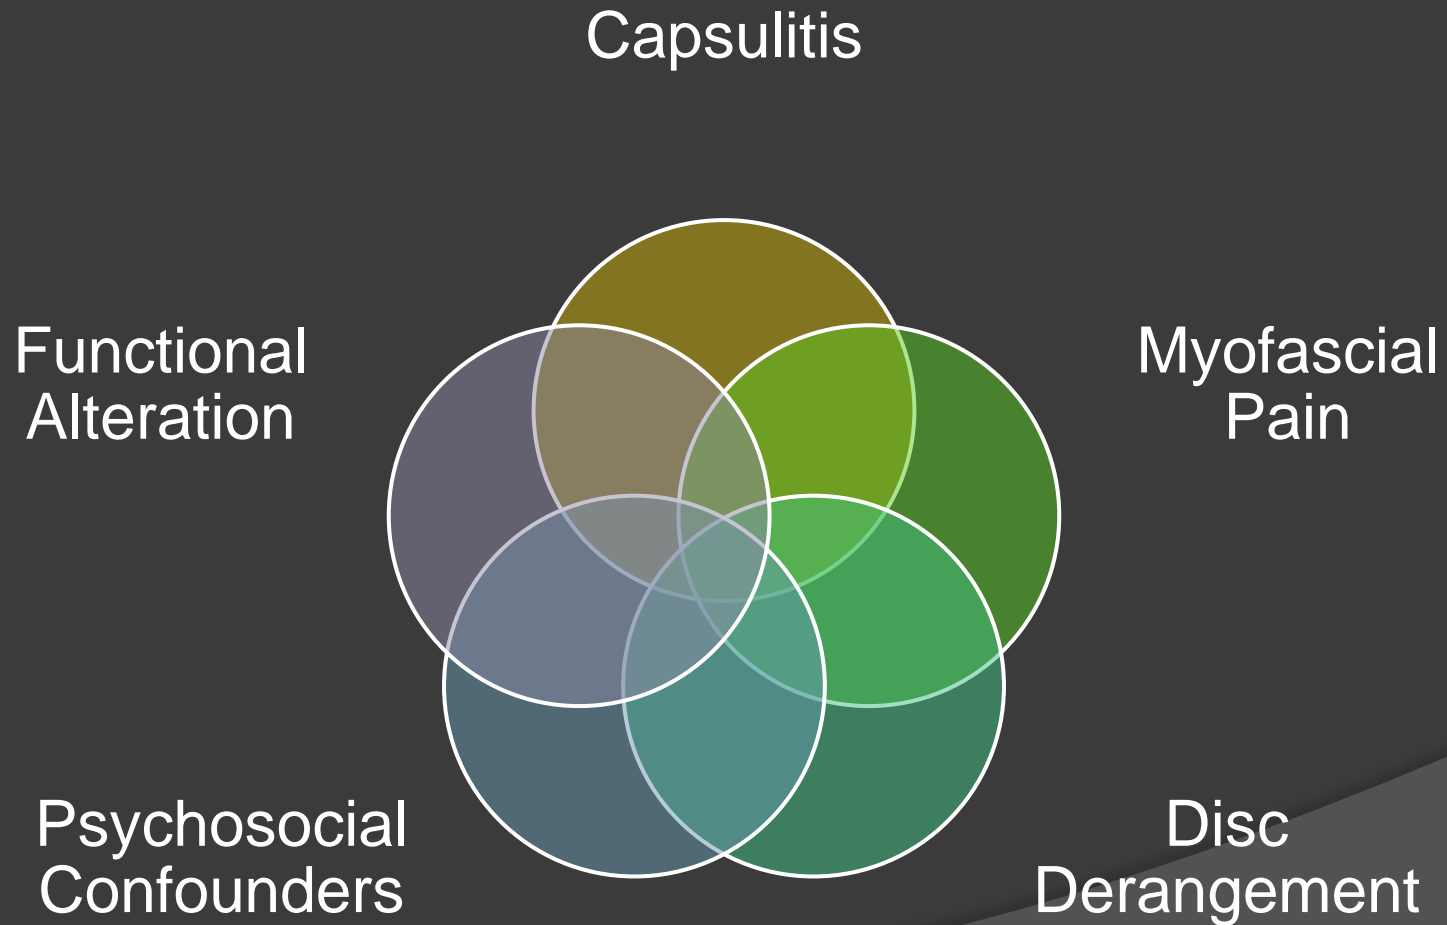 Capsulitis
Functional
Alteration
Myofascial
Pain
Psychosocial
Confounders
Disc
Derangement